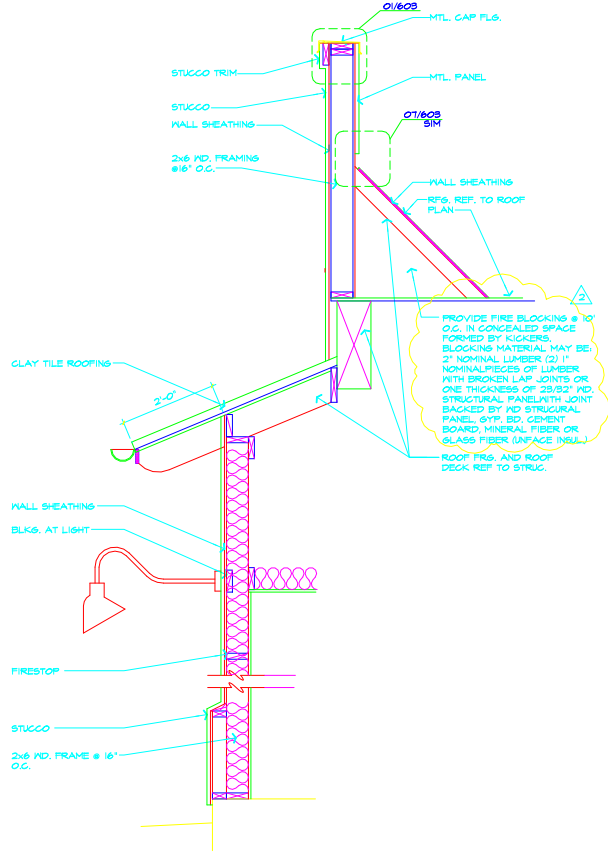 01/603
MTL. CAP FLG.
STUCCO TRIM
MTL. PANEL
STUCCO
07/603
SIM
WALL SHEATHING
2x6 WD. FRAMING
@16" O.C.
WALL SHEATHING
RFG. REF. TO ROOF
PLAN
2
PROVIDE FIRE BLOCKING @ 10'
O.C. IN CONCEALED SPACE
FORMED BY KICKERS.
BLOCKING MATERIAL MAY BE:
2" NOMINAL LUMBER (2) 1"
NOMINALPIECES OF LUMBER
WITH BROKEN LAP JOINTS OR
ONE THICKNESS OF 23/32" WD.
STRUCTURAL PANELWITH JOINT
BACKED BY WD STRUCURAL
PANEL, GYP. BD. CEMENT
BOARD, MINERAL FIBER OR
GLASS FIBER (UNFACE INSUL.)
CLAY TILE ROOFING
2'-0"
ROOF FRG. AND ROOF
DECK REF TO STRUC.
WALL SHEATHING
BLKG. AT LIGHT
FIRESTOP
STUCCO
2x6 WD. FRAME @ 16"
O.C.